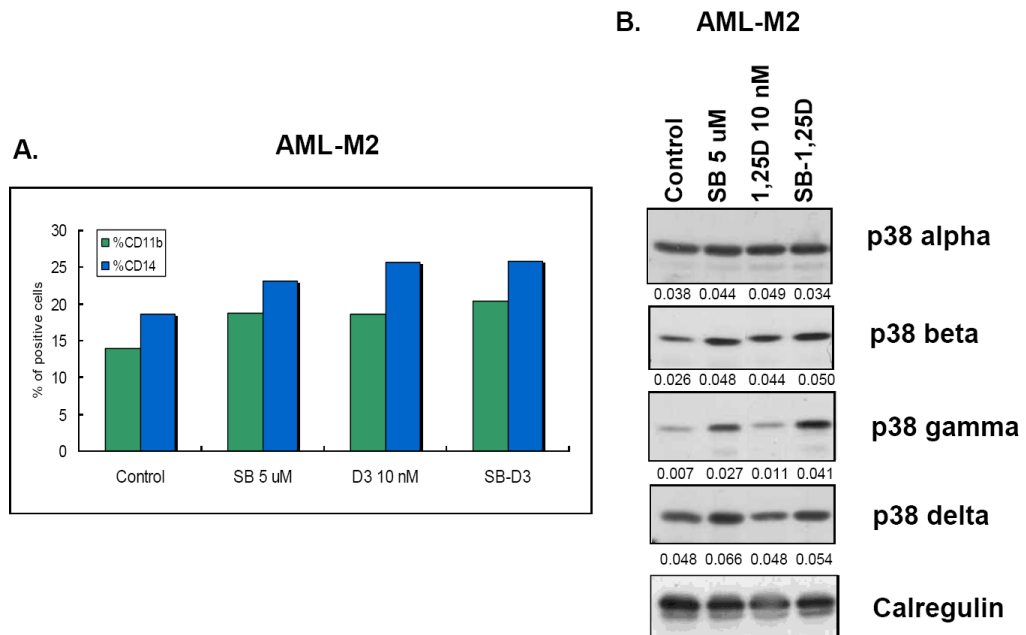 A.
AML-M2
% of positive cells
30
25
20
15
10
5
0
%CD11b
%CD14
Control SB 5 uM D3 10 nM SB-D3
B. AML-M2
Control
SB 5 uM
1,25D 10 nM
SB-1,25D
p38 alpha
0.038 0.044 0.049 0.034
p38 beta
0.026 0.048 0.044 0.050
p38 gamma
0.007 0.027 0.011 0.041
p38 delta
0.048 0.066 0.048 0.054
Calregulin